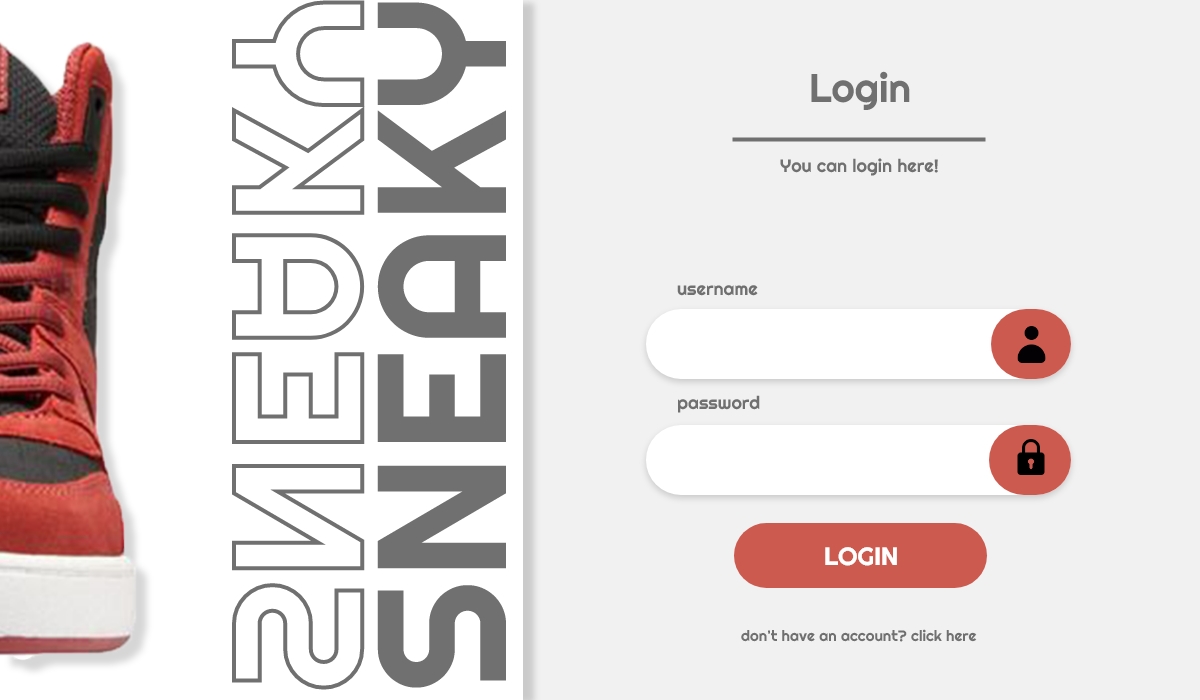 SNEAKY
SNEAKY
Login
You can login here!
username
password
LOGIN
don't have an account? click here